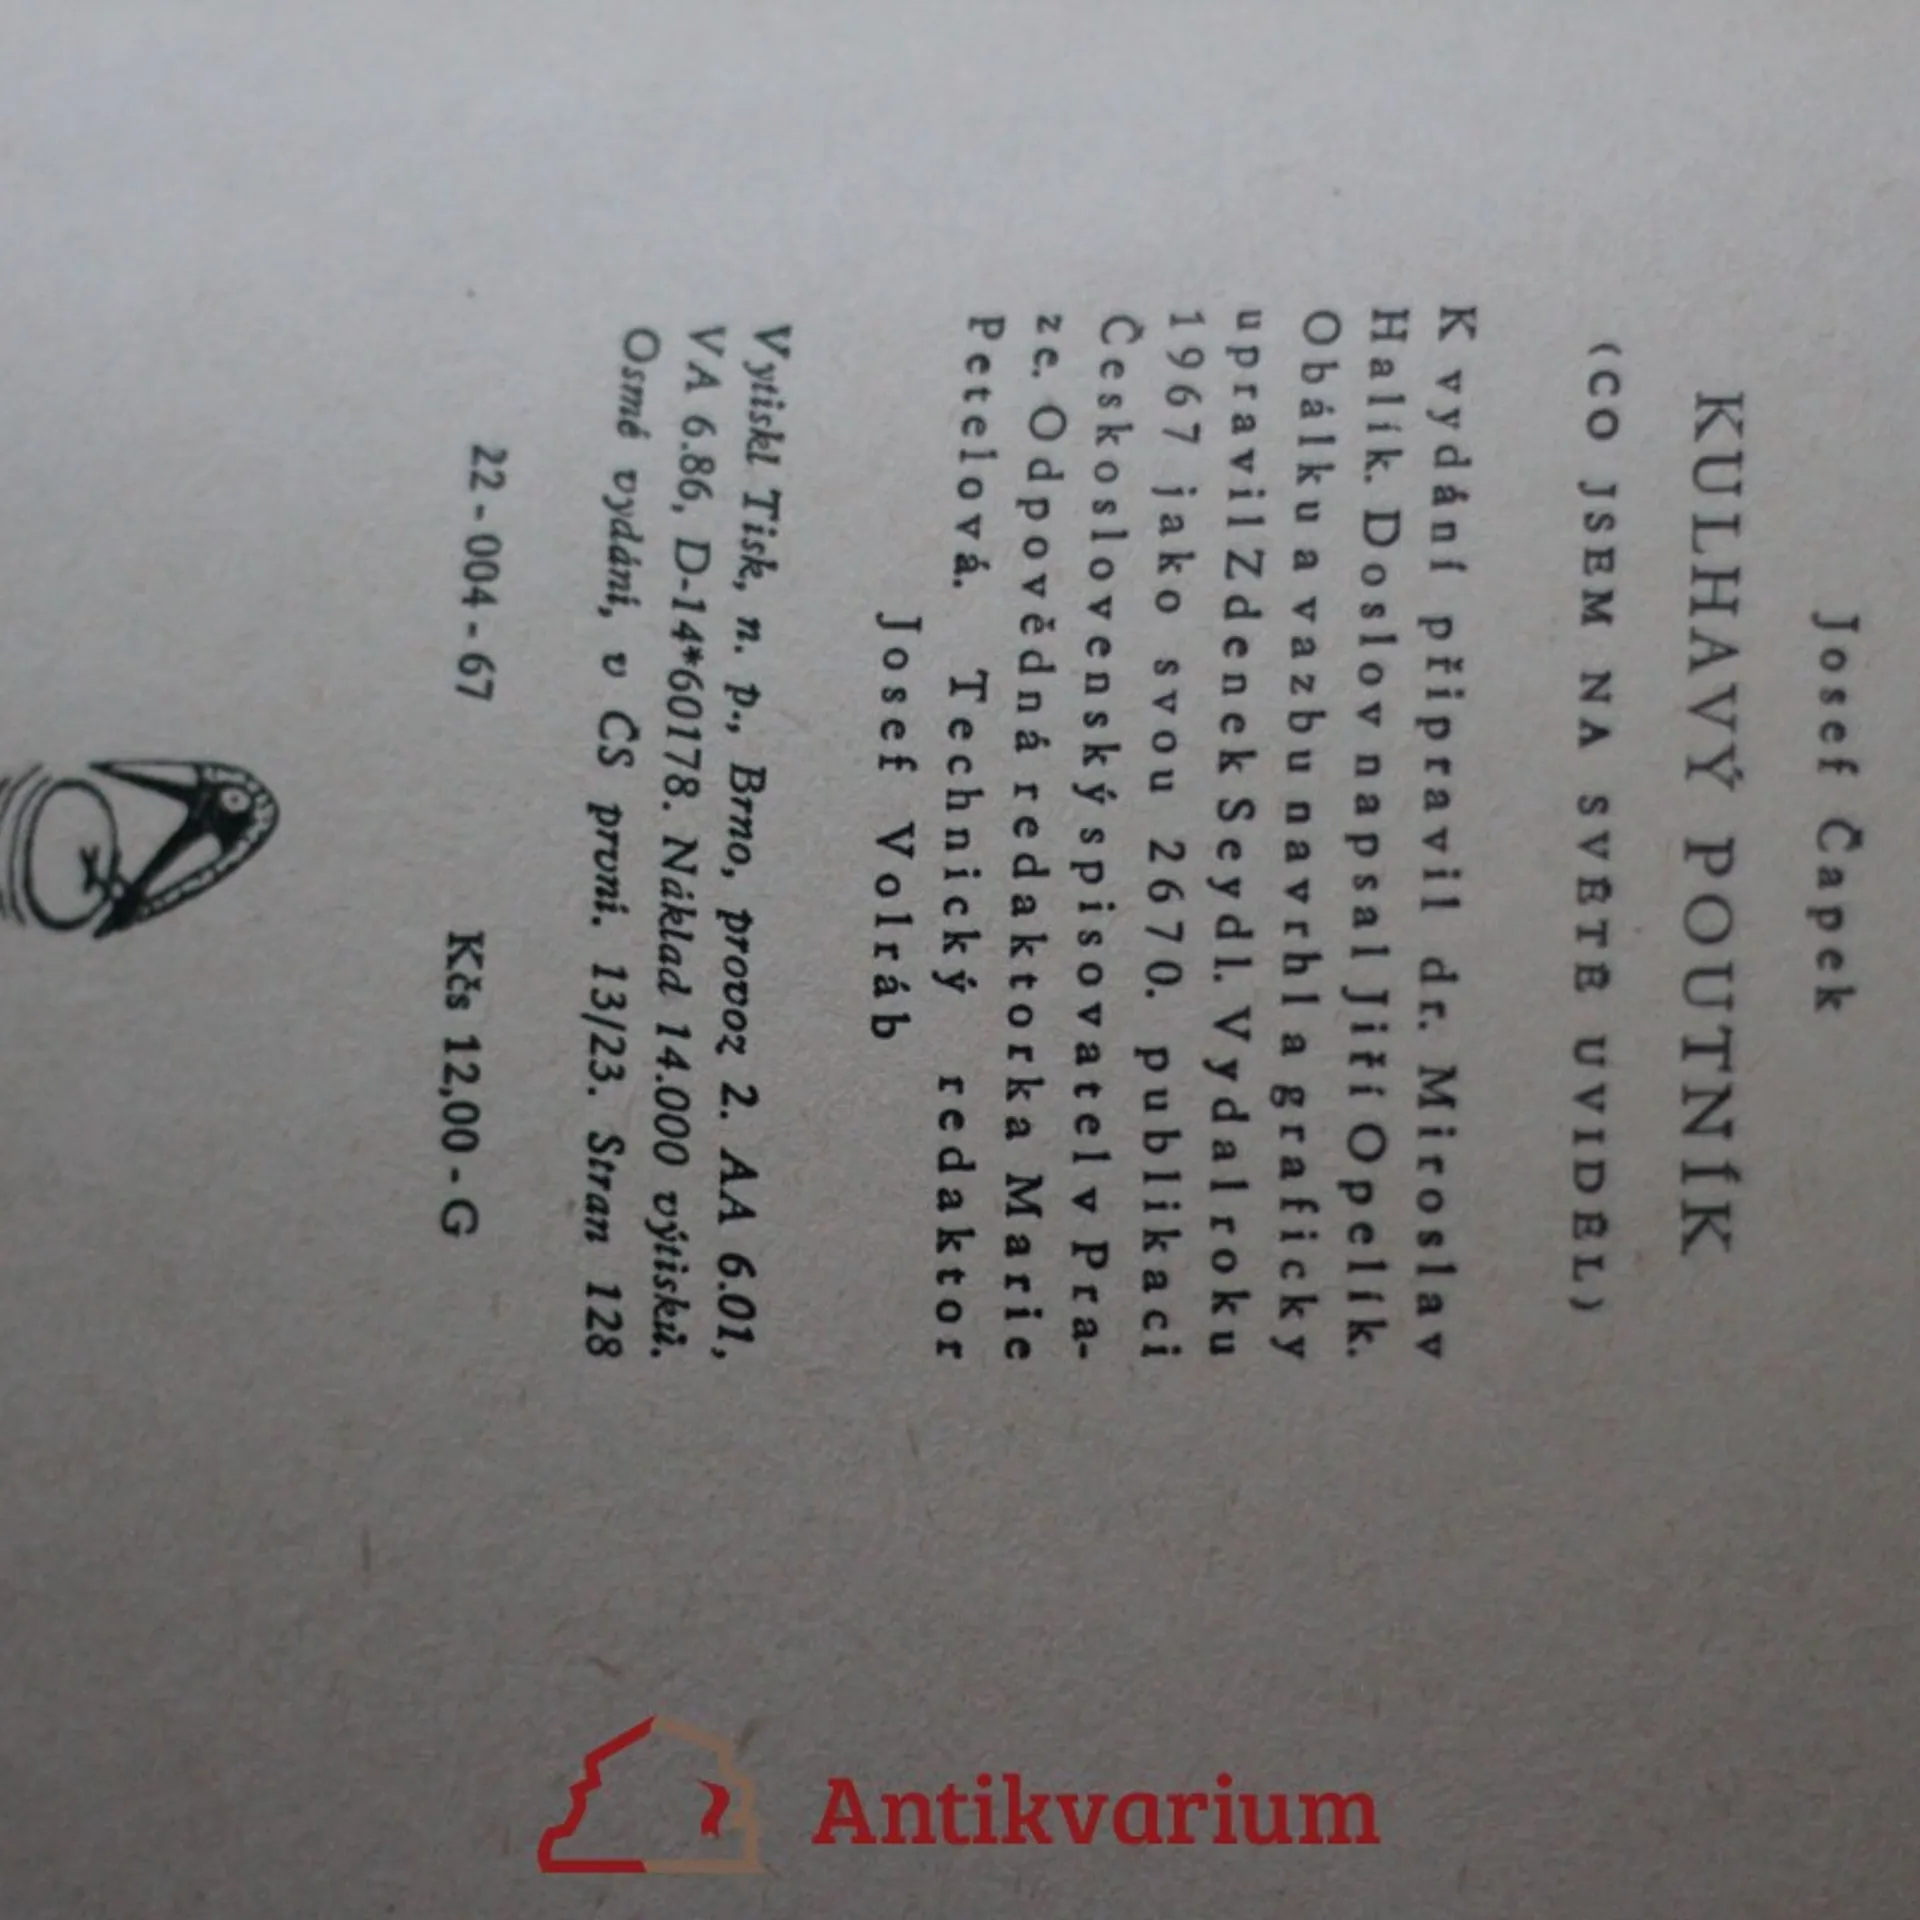 Josef Čapek
KULHAVÝ POUTNÍK
(CO JSEM NA SVĚTĚ UVIDĚL)
K vydání připravil dr. Miroslav
Halík. Doslov napsal Jiří Opelík.
Obálku a vazbu navrhl a graficky
upravil Zdenek Seydl. Vydal roku
1967 jako svou 2670. publikaci
Československý spisovatel v Pra-
ze. Odpovědná redaktorka Marie
Petelová. Technický redaktor
Josef Volráb
Vytiskl Tisk, n. p., Brno, provoz 2. AA 6.01,
VA 6.86, D-14*60178. Náklad 14.000 výtisků.
Osmé vydání, v ČS první. 13/23. Stran 128
22 - 004 - 67 Kčs 12,00 - G
Antikvarium